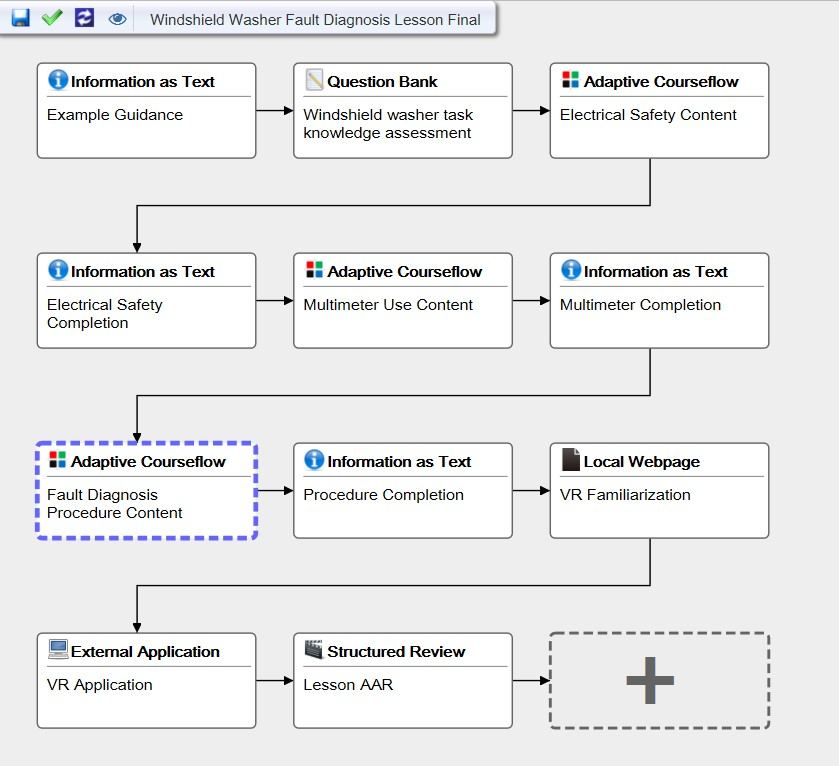 Windshield Washer Fault Diagnosis Lesson Final
Information as Text
Example Guidance
Question Bank
Windshield washer task
knowledge assessment
Adaptive Courseflow
Electrical Safety Content
Information as Text
Electrical Safety
Completion
Adaptive Courseflow
Multimeter Use Content
Information as Text
Multimeter Completion
Adaptive Courseflow
Fault Diagnosis
Procedure Content
Information as Text
Procedure Completion
Local Webpage
VR Familiarization
External Application
VR Application
Structured Review
Lesson AAR